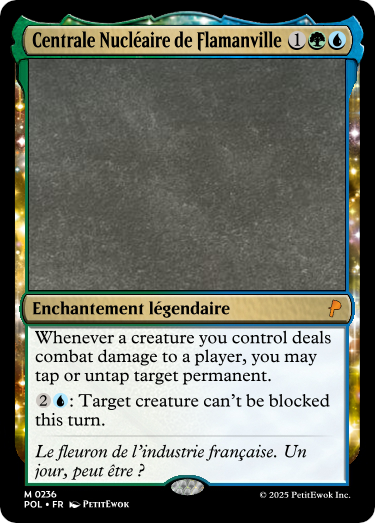 Centrale Nucléaire de Flamanville 1
Enchantement légendaire
Whenever a creature you control deals
combat damage to a player, you may
tap or untap target permanent.
2 : Target creature can't be blocked
this turn.
Le fleuron de l'industrie française. Un
jour, peut être ?
M 0236
POL • FR PetitEwok
© 2025 PetitEwok Inc.